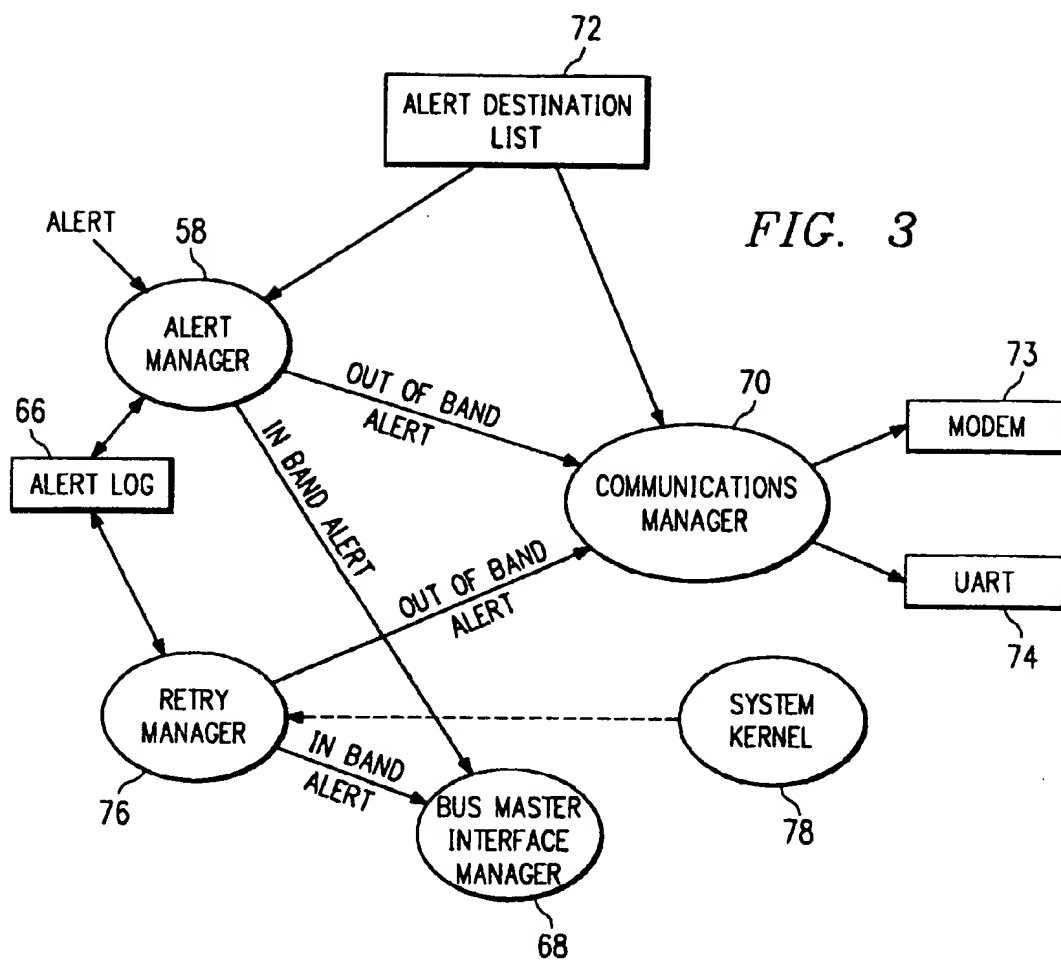 72
ALERT DESTINATION
LIST
FIG. 3
ALERT
58
ALERT
MANAGER
OUT OF BAND
ALERT
IN BAND ALERT
70
COMMUNICATIONS
MANAGER
73
MODEM
66
ALERT LOG
UART
74
OUT OF BAND
ALERT
RETRY
MANAGER
76
SYSTEM
KERNEL
78
IN BAND
ALERT
BUS MASTER
INTERFACE
MANAGER
68